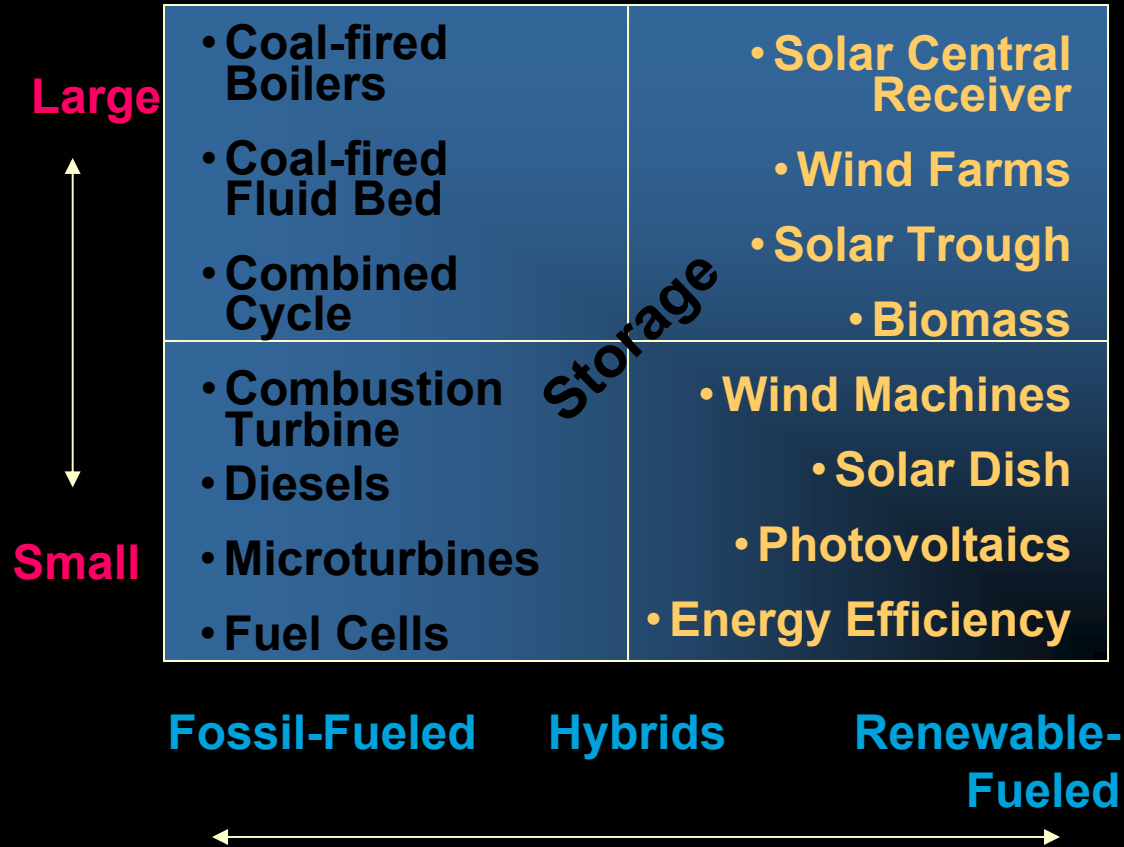 Large
• Coal-fired
Boilers
• Coal-fired
Fluid Bed
• Combined
Cycle
• Solar Central
Receiver
• Wind Farms
• Solar Trough
• Biomass
Storage
Small
• Combustion
Turbine
• Diesels
• Microturbines
• Fuel Cells
• Wind Machines
• Solar Dish
• Photovoltaics
• Energy Efficiency
Fossil-Fueled
Hybrids
Renewable-
Fueled